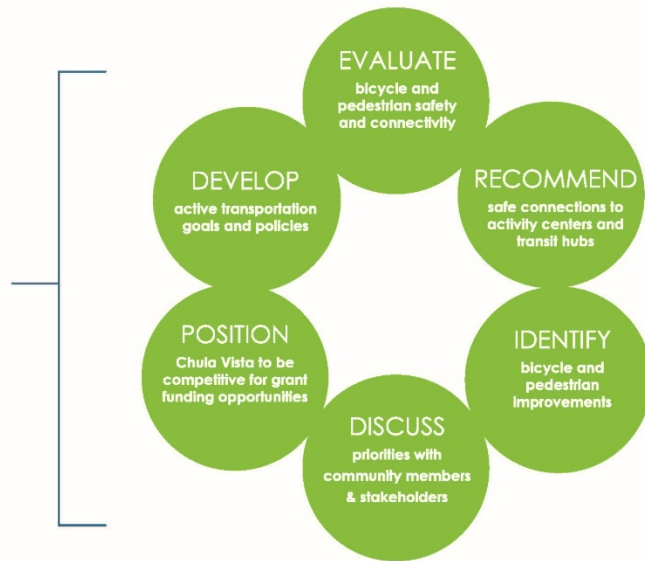 EVALUATE
bicycle and
pedestrian safety
and connectivity
RECOMMEND
safe connections to
activity centers and
transit hubs
IDENTIFY
bicycle and
pedestrian
improvements
DISCUSS
priorities with
community members
& stakeholders
POSITION
Chula Vista to be
competitive for grant
funding opportunities
DEVELOP
active transportation
goals and policies